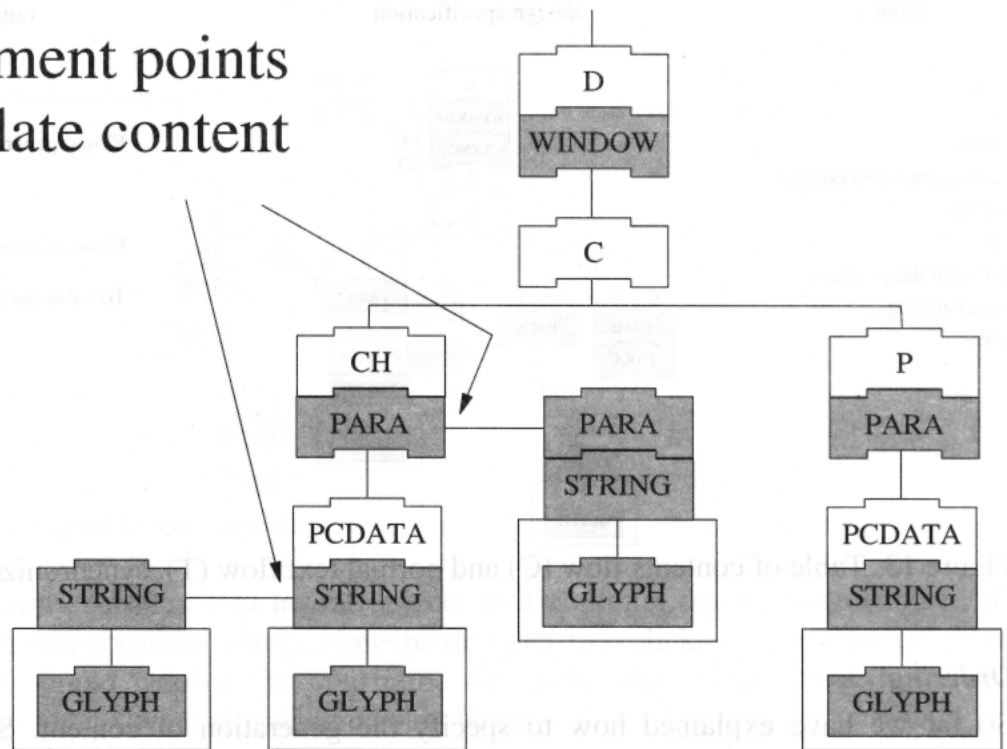 ment points
late content
D
WINDOW
C
CH
PARA
PARA
P
PARA
STRING
PCDATA
PCDATA
STRING
STRING
GLYPH
STRING
GLYPH
GLYPH
GLYPH